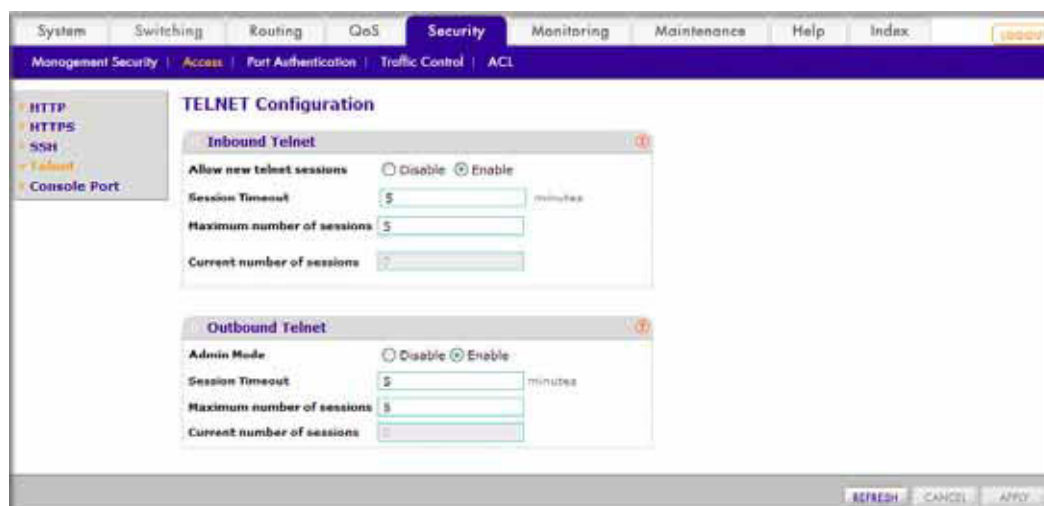 System Switching Routing QoS Security Monitoring Maintenance Help Index LOGOUT
Management Security Access Port Authentication Traffic Control ACL
HTTP
HTTPS
SSH
Telnet
Console Port
TELNET Configuration
Inbound Telnet
Allow new telnet sessions Disable Enable
Session Timeout 5 minutes
Maximum number of sessions 5
Current number of sessions
Outbound Telnet
Admin Mode Disable Enable
Session Timeout 5 minutes
Maximum number of sessions 5
Current number of sessions
REFRESH CANCEL APPLY